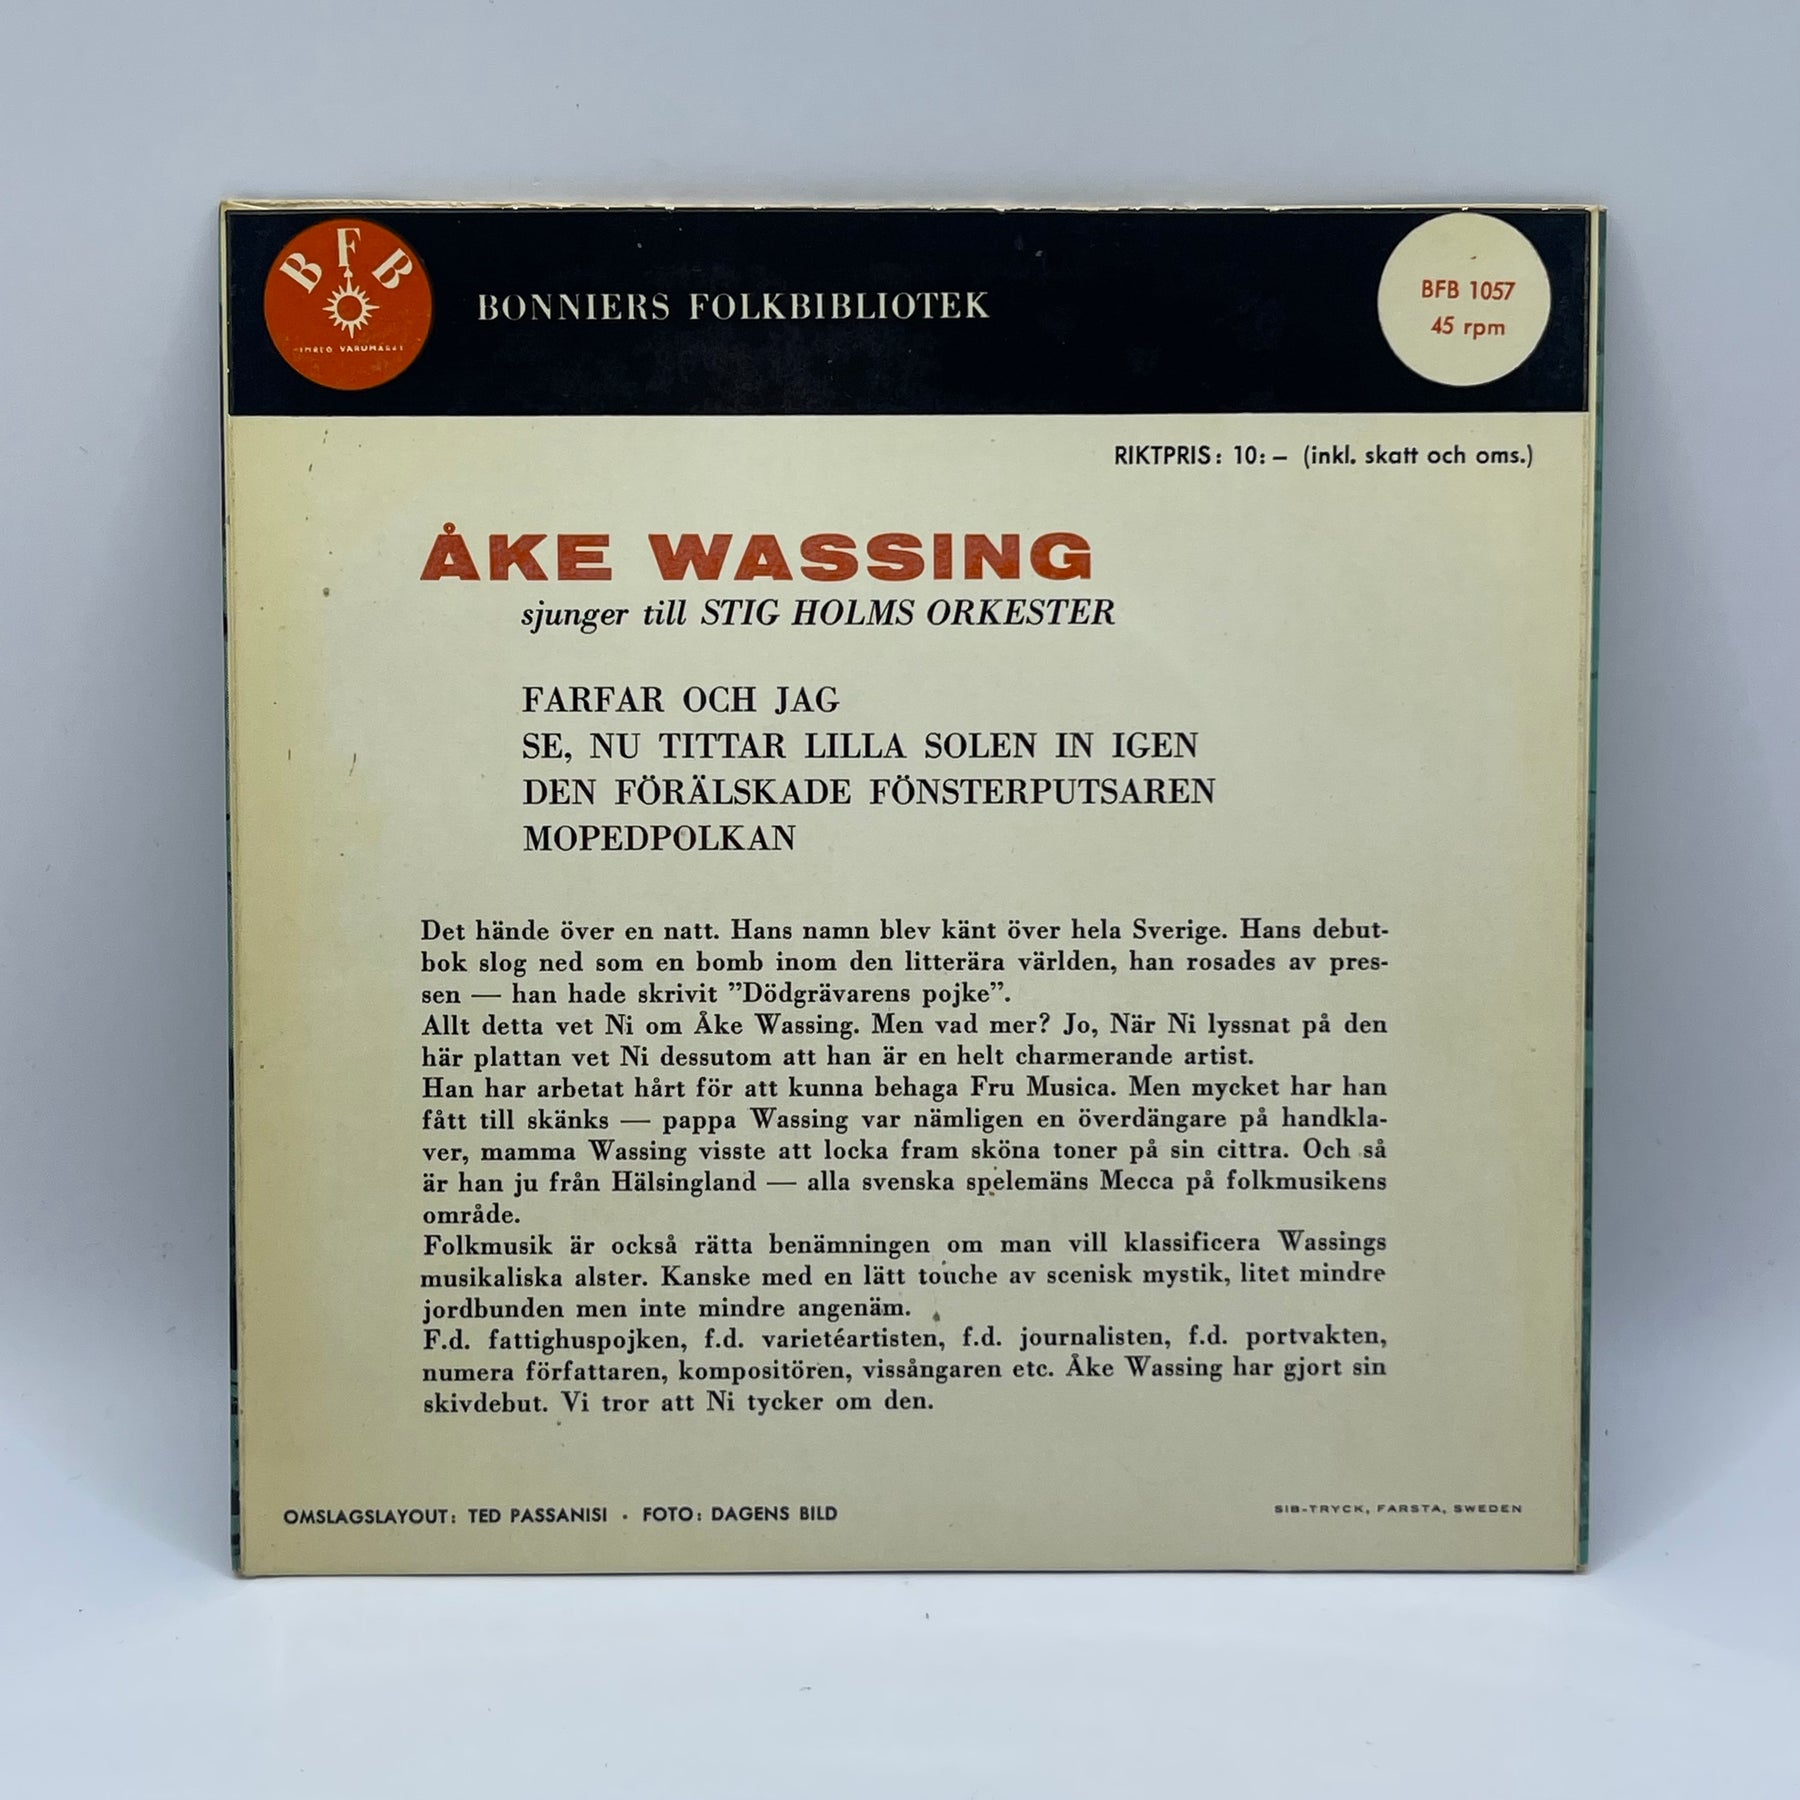 BFB
BONNIERS FOLKBIBLIOTEK
BFB 1057
45 rpm
RIKTPRIS: 10:– (inkl. skatt och oms.)
ÅKE WASSING
sjunger till STIG HOLMS ORKESTER
FARFAR OCH JAG
SE, NU TITTAR LILLA SOLEN IN IGEN
DEN FÖRÄLSKADE FÖNSTERPUTSAREN
MOPEDPOLKAN
Det hände över en natt. Hans namn blev känt över hela Sverige. Hans debut-
bok slog ned som en bomb inom den litterära världen, han rosades av pres-
sen — han hade skrivit ”Dödgrävarens pojke”.
Allt detta vet Ni om Åke Wassing. Men vad mer? Jo, När Ni lyssnat på den
här plattan vet Ni dessutom att han är en helt charmerande artist.
Han har arbetat hårt för att kunna behaga Fru Musica. Men mycket har han
fått till skänks — pappa Wassing var nämligen en överdängare på handkla-
ver, mamma Wassing visste att locka fram sköna toner på sin cittra. Och så
är han ju från Hälsingland — alla svenska spelemäns Mecca på folkmusikens
område.
Folkmusik är också rätta benämningen om man vill klassificera Wassings
musikaliska alster. Kanske med en lätt touche av scenisk mystik, litet mindre
jordbunden men inte mindre angenäm.
F.d. fattighuspojken, f.d. varietéartisten, f.d. journalisten, f.d. portvakten,
numera författaren, kompositören, vissångaren etc. Åke Wassing har gjort sin
skivdebut. Vi tror att Ni tycker om den.
OMSLAGSLAYOUT: TED PASSANISI · FOTO: DAGENS BILD
SIB-TRYCK, FARSTA, SWEDEN